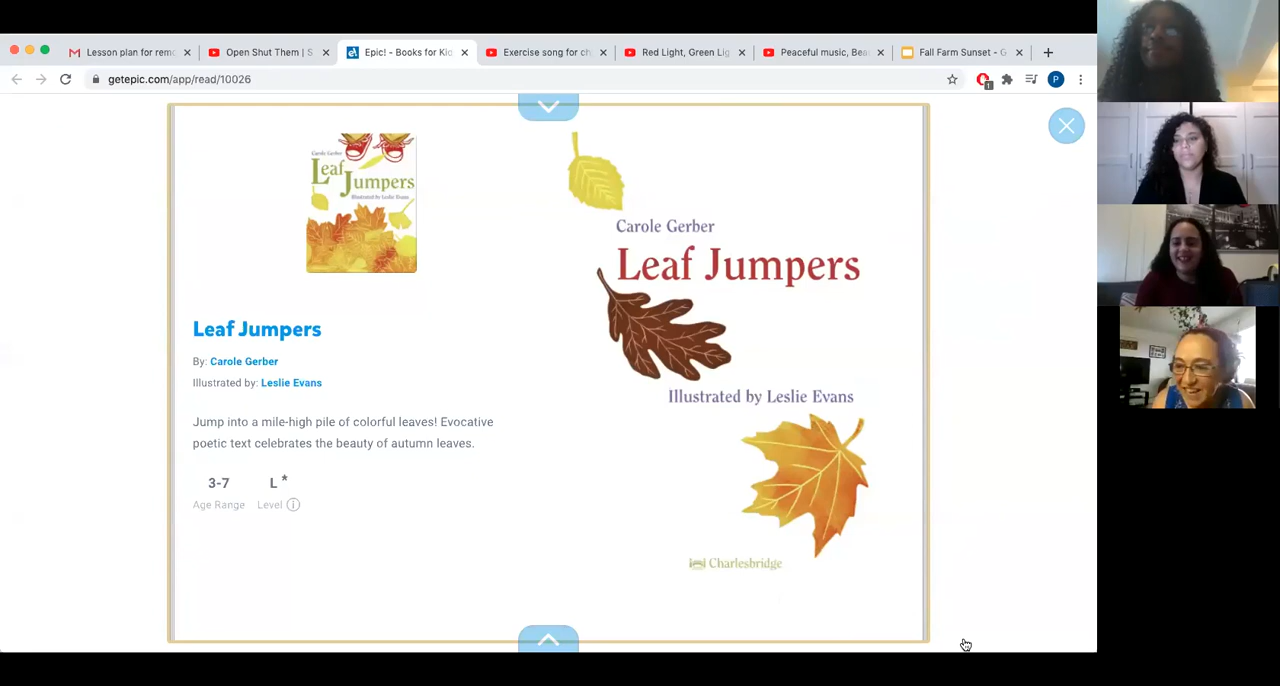 Lesson plan for remo
Open Shut Them | S
Epic! - Books for Kid
Exercise song for ch
Red Light, Green Lig
Peaceful music, Bea
Fall Farm Sunset - G
getepic.com/app/read/10026
1
P
Carole Gerber
Leaf
Jumpers
Illustrated by Leslie Evans
Leaf Jumpers
By: Carole Gerber
Illustrated by: Leslie Evans
Jump into a mile-high pile of colorful leaves! Evocative
poetic text celebrates the beauty of autumn leaves.
3-7 L *
Age Range Level i
Carole Gerber
Leaf Jumpers
Illustrated by Leslie Evans
Charlesbridge